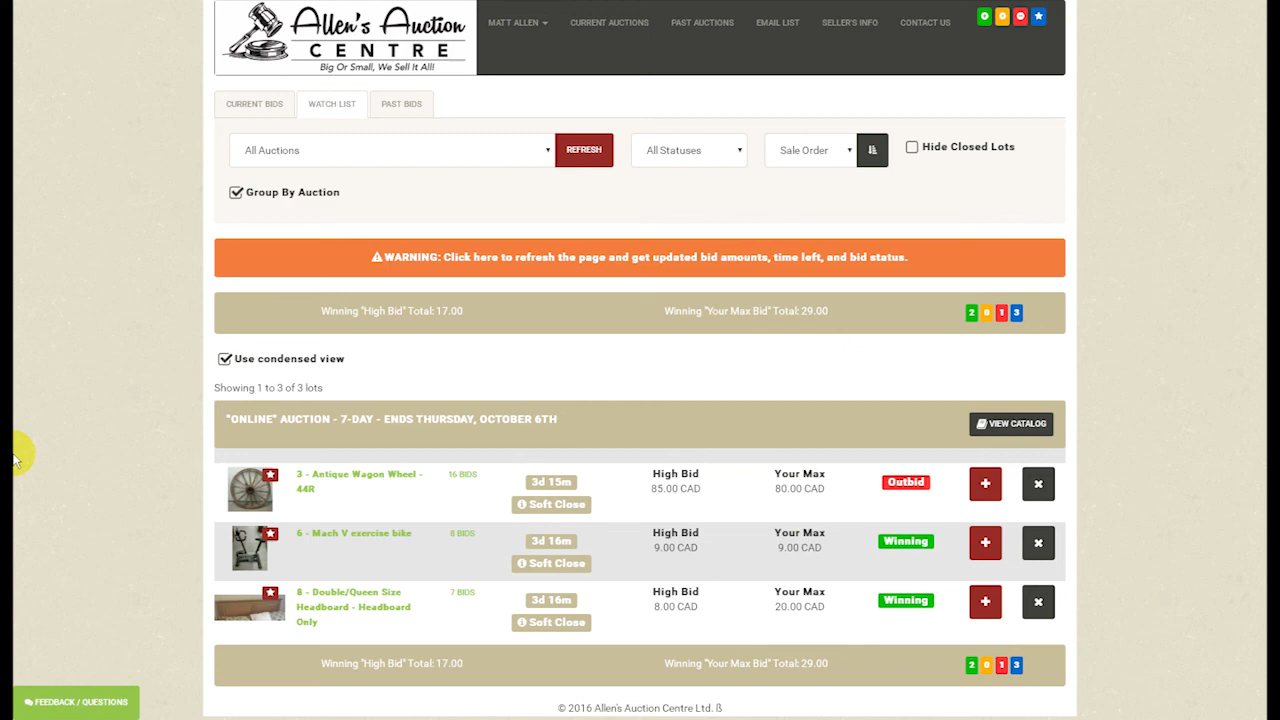 Allen's Auction
CENTRE
Big Or Small, We Sell It All!
MATT ALLEN CURRENT AUCTIONS PAST AUCTIONS EMAIL LIST SELLER'S INFO CONTACT US
CURRENT BIDS WATCH LIST PAST BIDS
All Auctions REFRESH All Statuses Sale Order Hide Closed Lots
Group By Auction
WARNING: Click here to refresh the page and get updated bid amounts, time left, and bid status.
Winning "High Bid" Total: 17.00 Winning "Your Max Bid" Total: 29.00 2 0 1 3
Use condensed view
Showing 1 to 3 of 3 lots
"ONLINE" AUCTION - 7-DAY - ENDS THURSDAY, OCTOBER 6TH VIEW CATALOG
3 - Antique Wagon Wheel - 16 BIDS 3d 15m High Bid Your Max Outbid
44R Soft Close 85.00 CAD 80.00 CAD
6 - Mach V exercise bike 8 BIDS 3d 16m High Bid Your Max Winning
Soft Close 9.00 CAD 9.00 CAD
8 - Double/Queen Size 7 BIDS 3d 16m High Bid Your Max Winning
Headboard - Headboard 8.00 CAD 20.00 CAD
Only Soft Close
Winning "High Bid" Total: 17.00 Winning "Your Max Bid" Total: 29.00 2 0 1 3
FEEDBACK / QUESTIONS
© 2016 Allen's Auction Centre Ltd. ß